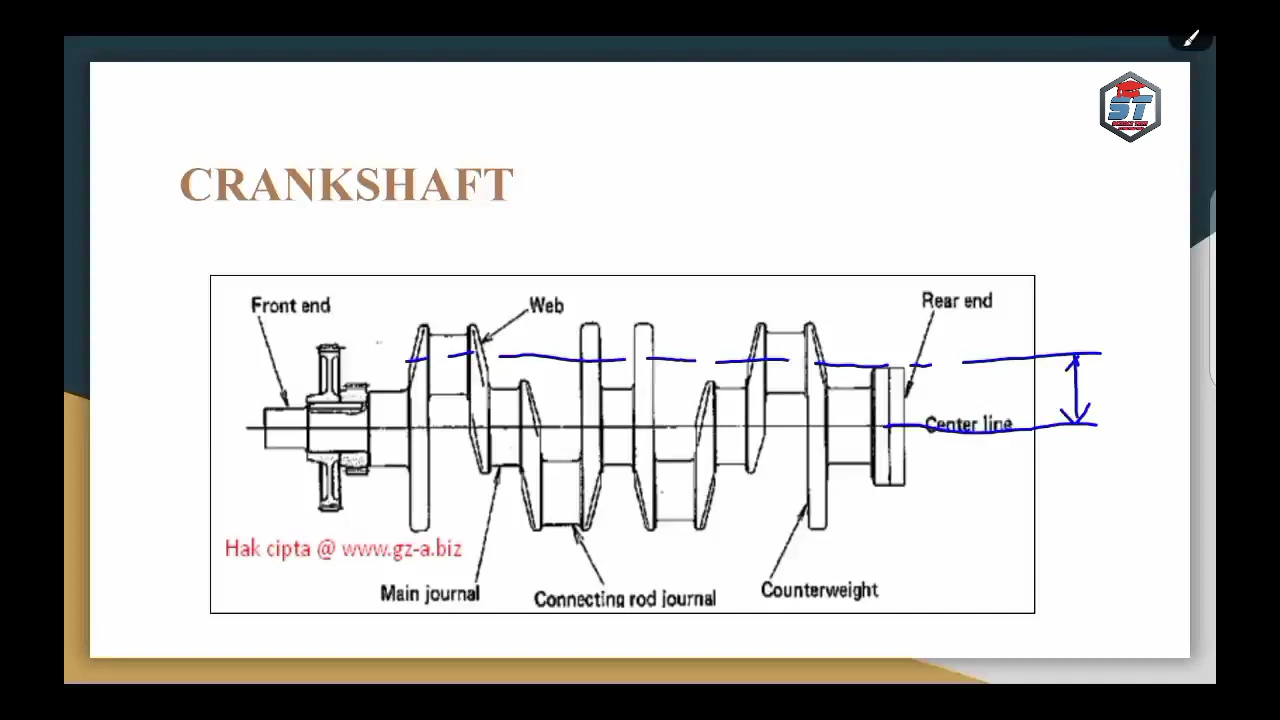 ST
CRANKSHAFT
Front end
Web
Rear end
Center line
Hak cipta @ www.gz-a.biz
Main journal
Connecting rod journal
Counterweight